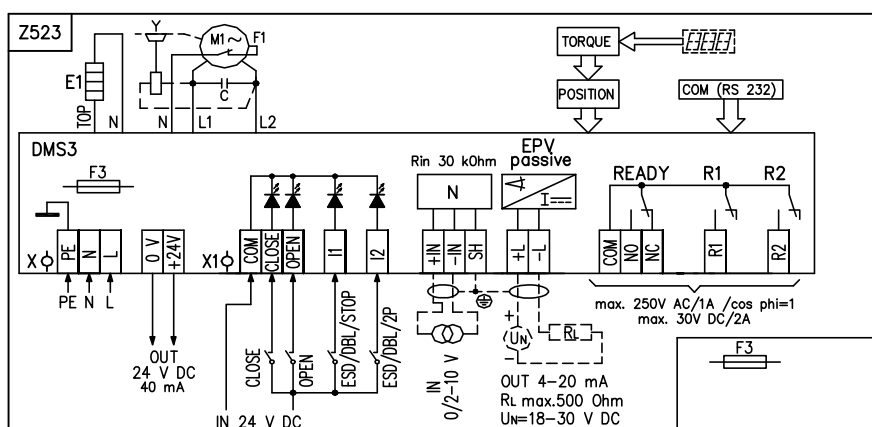 Z523
Y
M1 ~
F1
E1
TOP
N
N
L1
C
L2
TORQUE
POSITION
COM (RS 232)
DMS3
F3
Rin 30 kOhm
N
EPV
passive
I
READY
R1
R2
X
PE
N
L
0 V
+24V
X1
COM
CLOSE
OPEN
I1
I2
+IN
-IN
SH
+L
-L
COM
NO
NC
R1
R2
PE N L
OUT
24 V DC
40 mA
CLOSE
OPEN
ESD/DBL/STOP
ESD/DBL/2P
IN 24 V DC
IN
0/2-10 V
+
UN
-
RL
OUT 4-20 mA
RL max.500 Ohm
UN=18-30 V DC
max. 250V AC/1A /cos phi=1
max. 30V DC/2A
F3